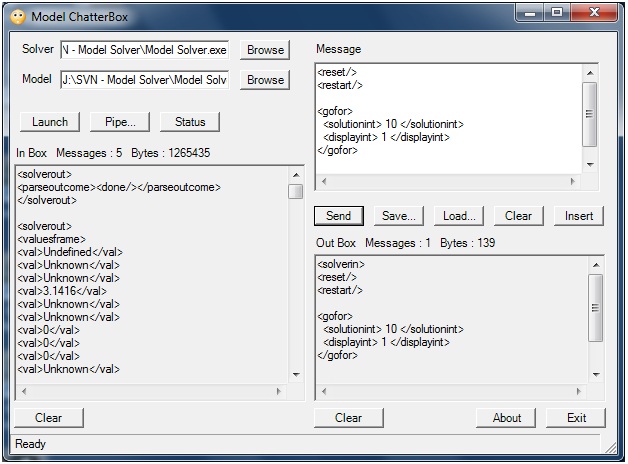 Model ChatterBox
Solver
\I - Model Solver\Model Solver.exe
Browse
Model
J:\SVN - Model Solver\Model Solv
Browse
Launch
Pipe...
Status
In Box Messages : 5 Bytes : 1265435
<solverout>
<parseoutcome><done/></parseoutcome>
</solverout>
<solverout>
<valuesframe>
<val>Undefined</val>
<val>Unknown</val>
<val>Unknown</val>
<val>3.1416</val>
<val>Unknown</val>
<val>Unknown</val>
<val>0</val>
<val>0</val>
<val>0</val>
<val>Unknown</val>
Clear
Message
<reset/>
<restart/>
<gofor>
<solutionint> 10 </solutionint>
<displayint> 1 </displayint>
</gofor>
Send
Save...
Load...
Clear
Insert
Out Box Messages : 1 Bytes : 139
<solverin>
<reset/>
<restart/>
<gofor>
<solutionint> 10 </solutionint>
<displayint> 1 </displayint>
</gofor>
Clear
About
Exit
Ready